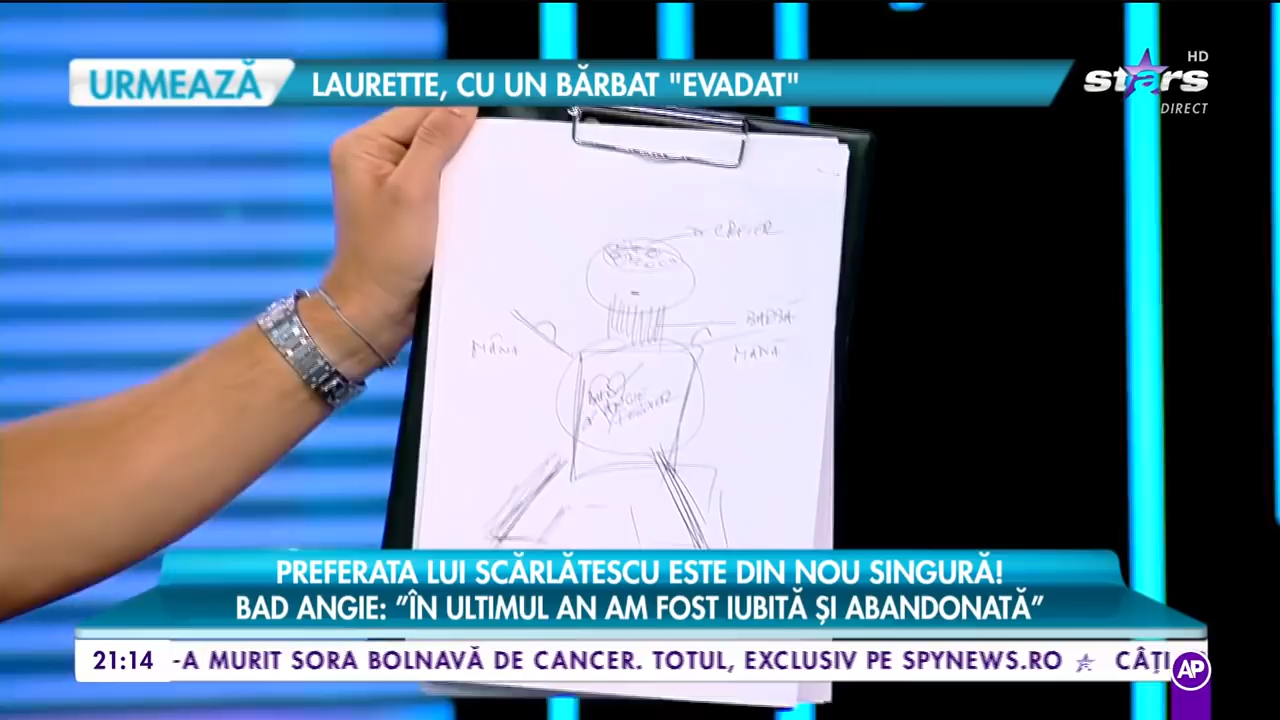 URMEAZĂ
LAURETTE, CU UN BĂRBAT "EVADAT"
HD
stars
DIRECT
CREIER
BARBA
MÂNA
MANA
PREFERATA LUI SCĂRLĂTESCU ESTE DIN NOU SINGURĂ!
BAD ANGIE: ”ÎN ULTIMUL AN AM FOST IUBITĂ ȘI ABANDONATĂ”
21:14
-A MURIT SORA BOLNAVĂ DE CANCER. TOTUL, EXCLUSIV PE SPYNEWS.RO
CÂȚI
AP